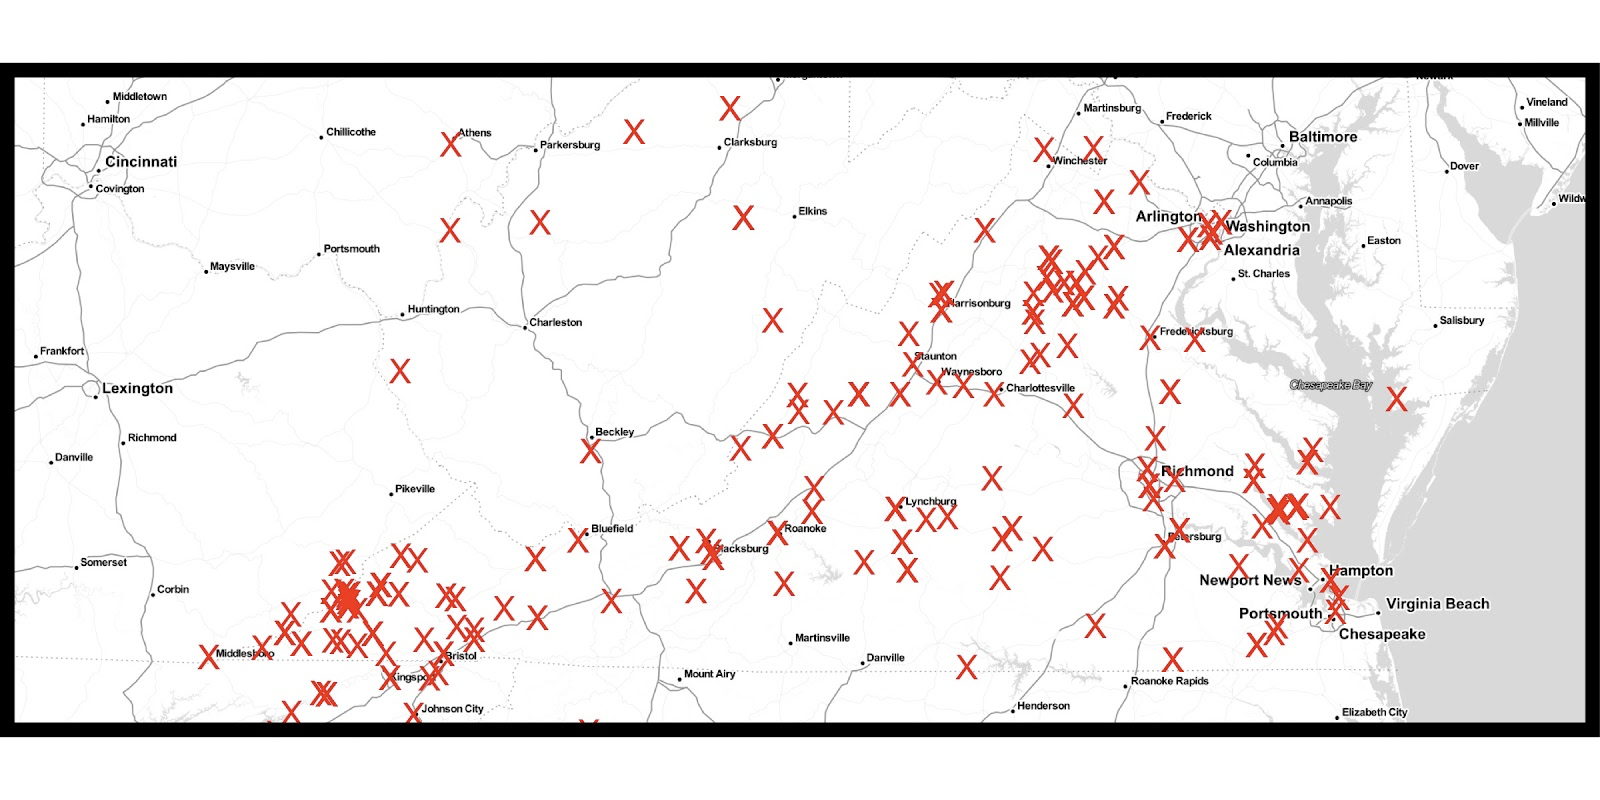 Newark
Middletown
Hamilton
Cincinnati
Covington
Chillicothe
Athens
Parkersburg
Clarksburg
Martinsburg
Frederick
Baltimore
Columbia
Vineland
Millville
Dover
Winchester
Annapolis
Elkins
Arlington
Washington
Alexandria
Easton
Portsmouth
Maysville
St. Charles
Huntington
Charleston
Harrisonburg
Fredericksburg
Salisbury
Frankfort
Lexington
Staunton
Waynesboro
Charlottesville
Chesapeake Bay
Richmond
Danville
Beckley
Pikeville
Richmond
Lynchburg
Bluefield
Roanoke
Blacksburg
Petersburg
Somerset
Corbin
Newport News
Hampton
Portsmouth
Virginia Beach
Chesapeake
Middlesboro
Bristol
Martinsville
Danville
Kingspo
Mount Airy
Roanoke Rapids
Johnson City
Henderson
Elizabeth City